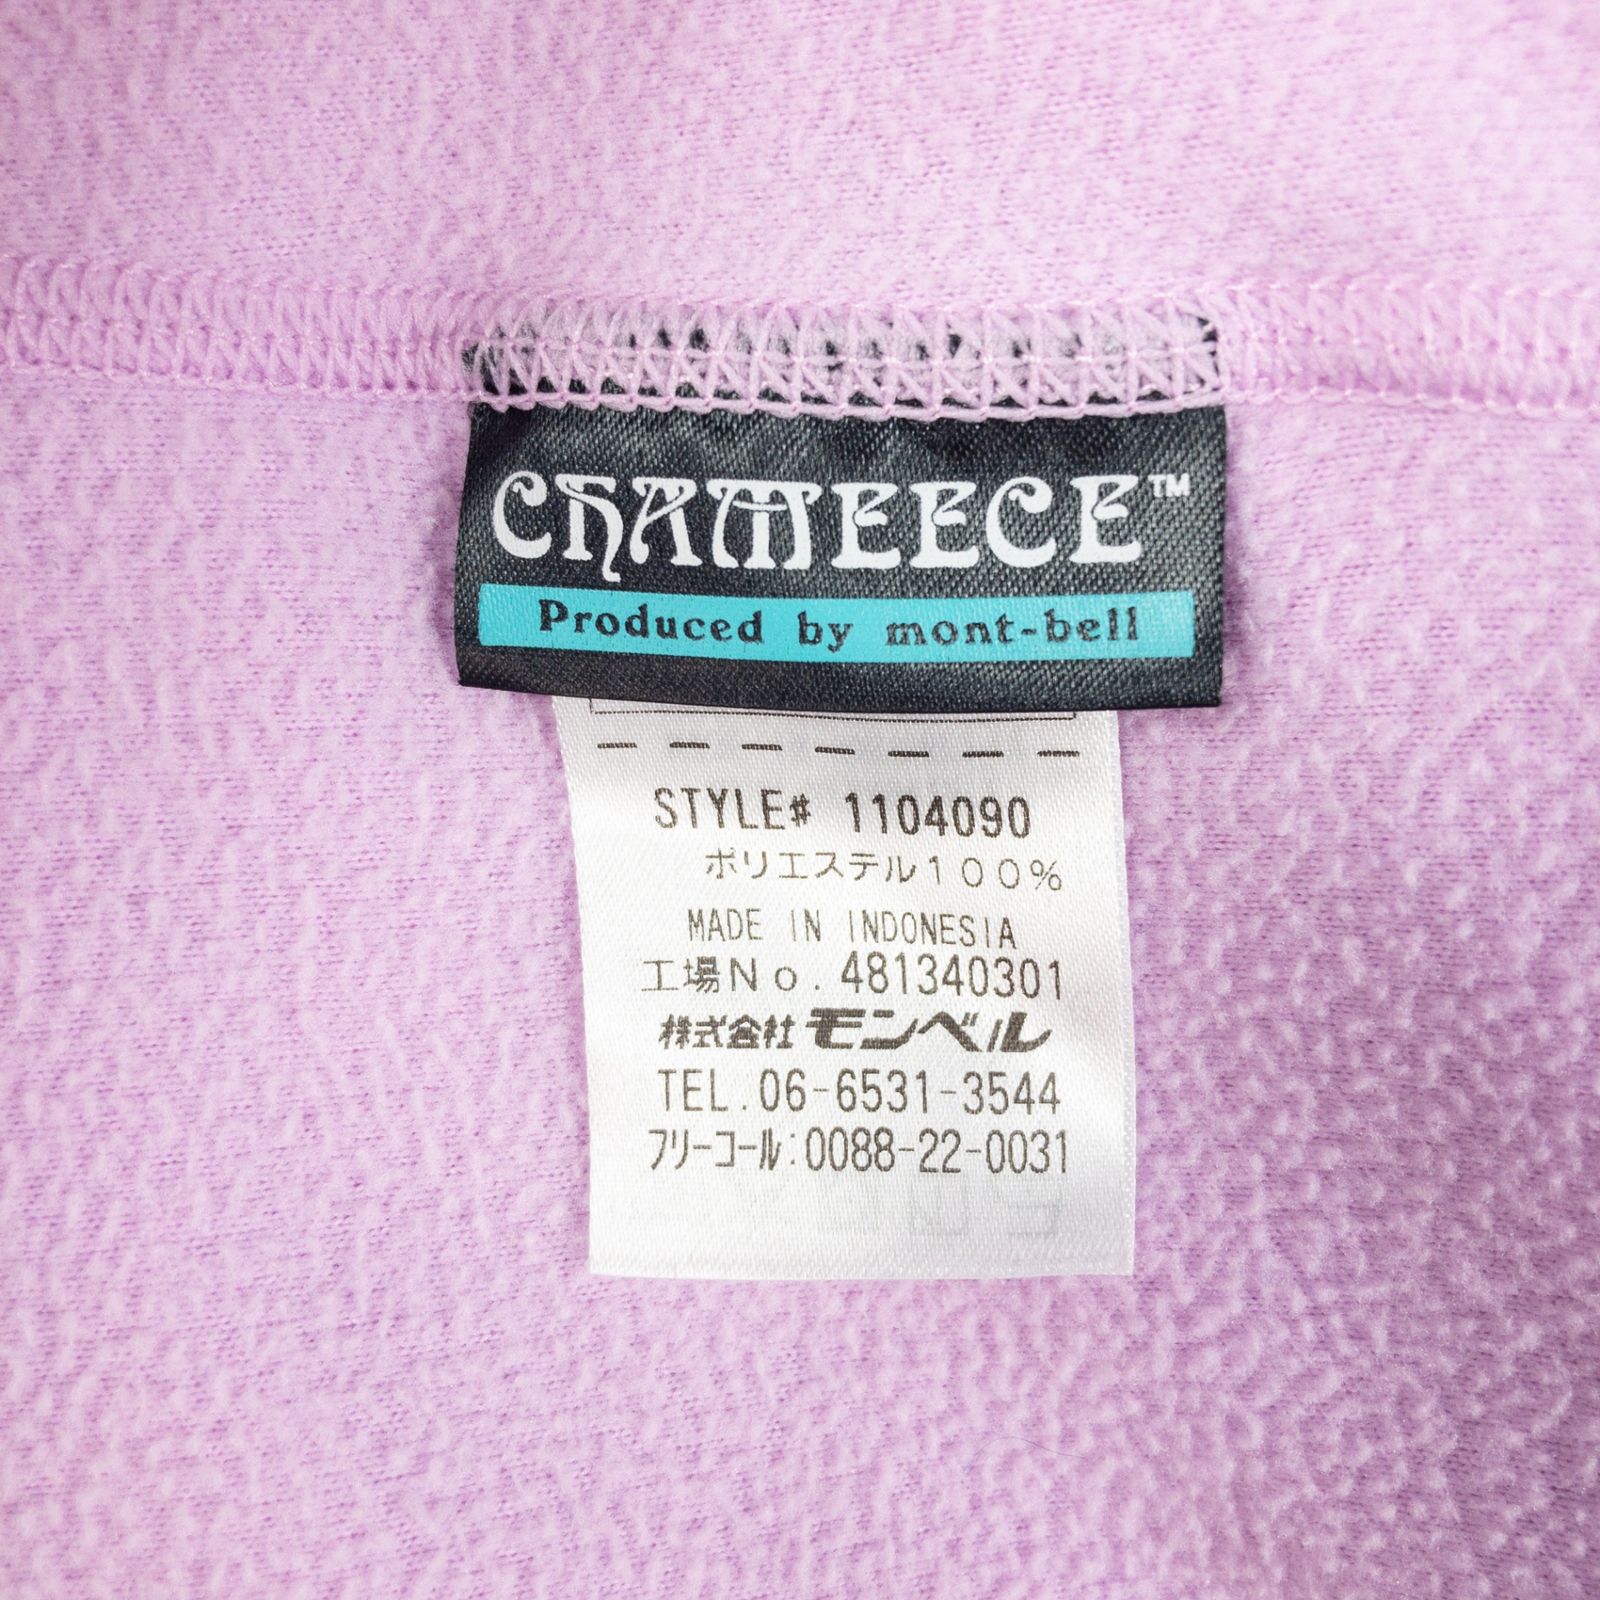 CHAMEECE™
Produced by mont-bell
STYLE# 1104090
ポリエステル100%
MADE IN INDONESIA
工場No.481340301
株式会社モンベル
TEL.06-6531-3544
フリーコール:0088-22-0031